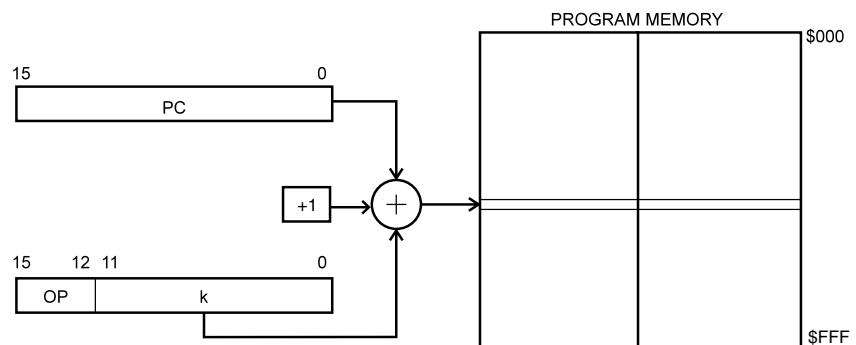 PROGRAM MEMORY
$000
15 0
PC
+1
+
15 12 11 0
OP k
$FFF